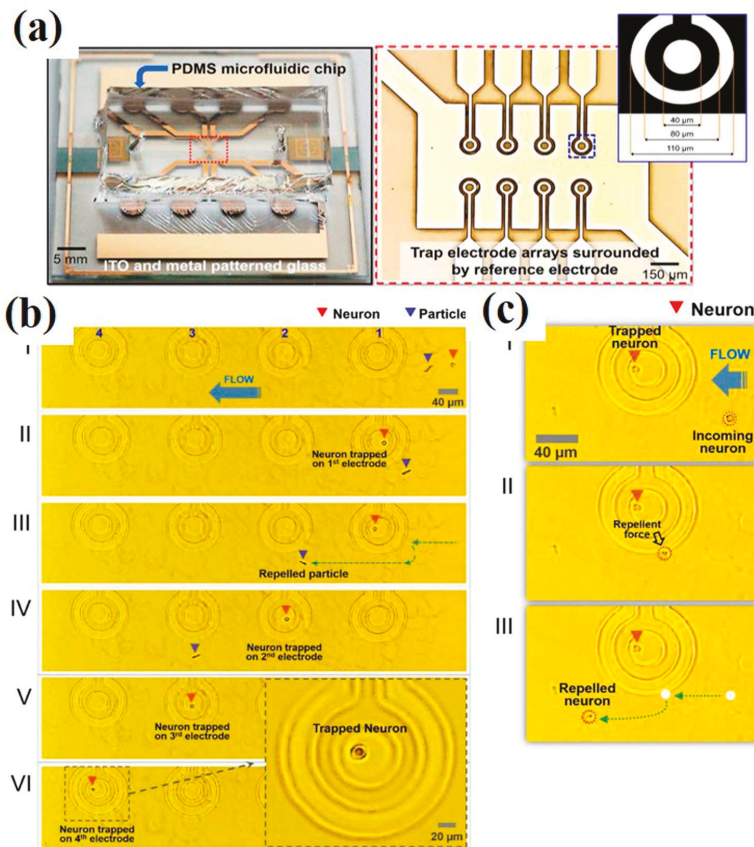 (a)
PDMS microfluidic chip
5 mm
ITO and metal patterned glass
Trap electrode arrays surrounded
by reference electrode
150 µm
40 µm
80 µm
110 µm
(b)
▼ Neuron ▼ Particle
I
4 3 2 1
FLOW
40 µm
II
Neuron trapped
on 1st electrode
III
Repelled particle
IV
Neuron trapped
on 2nd electrode
V
Neuron trapped
on 3rd electrode
Trapped Neuron
VI
Neuron trapped
on 4th electrode
20 µm
(c)
▼ Neuron
I
Trapped
neuron
FLOW
Incoming
neuron
40 µm
II
Repellent
force
III
Repelled
neuron